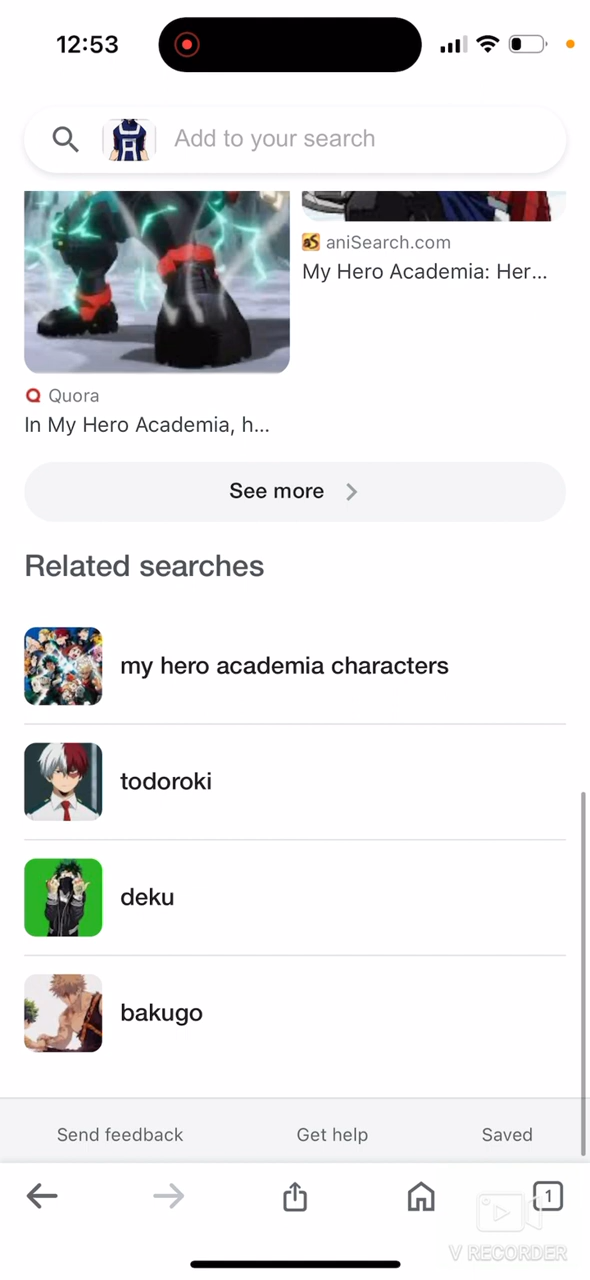 12:53
Add to your search
aniSearch.com
My Hero Academia: Her...
Quora
In My Hero Academia, h...
See more
Related searches
my hero academia characters
todoroki
deku
bakugo
Send feedback
Get help
Saved
1
V RECORDER